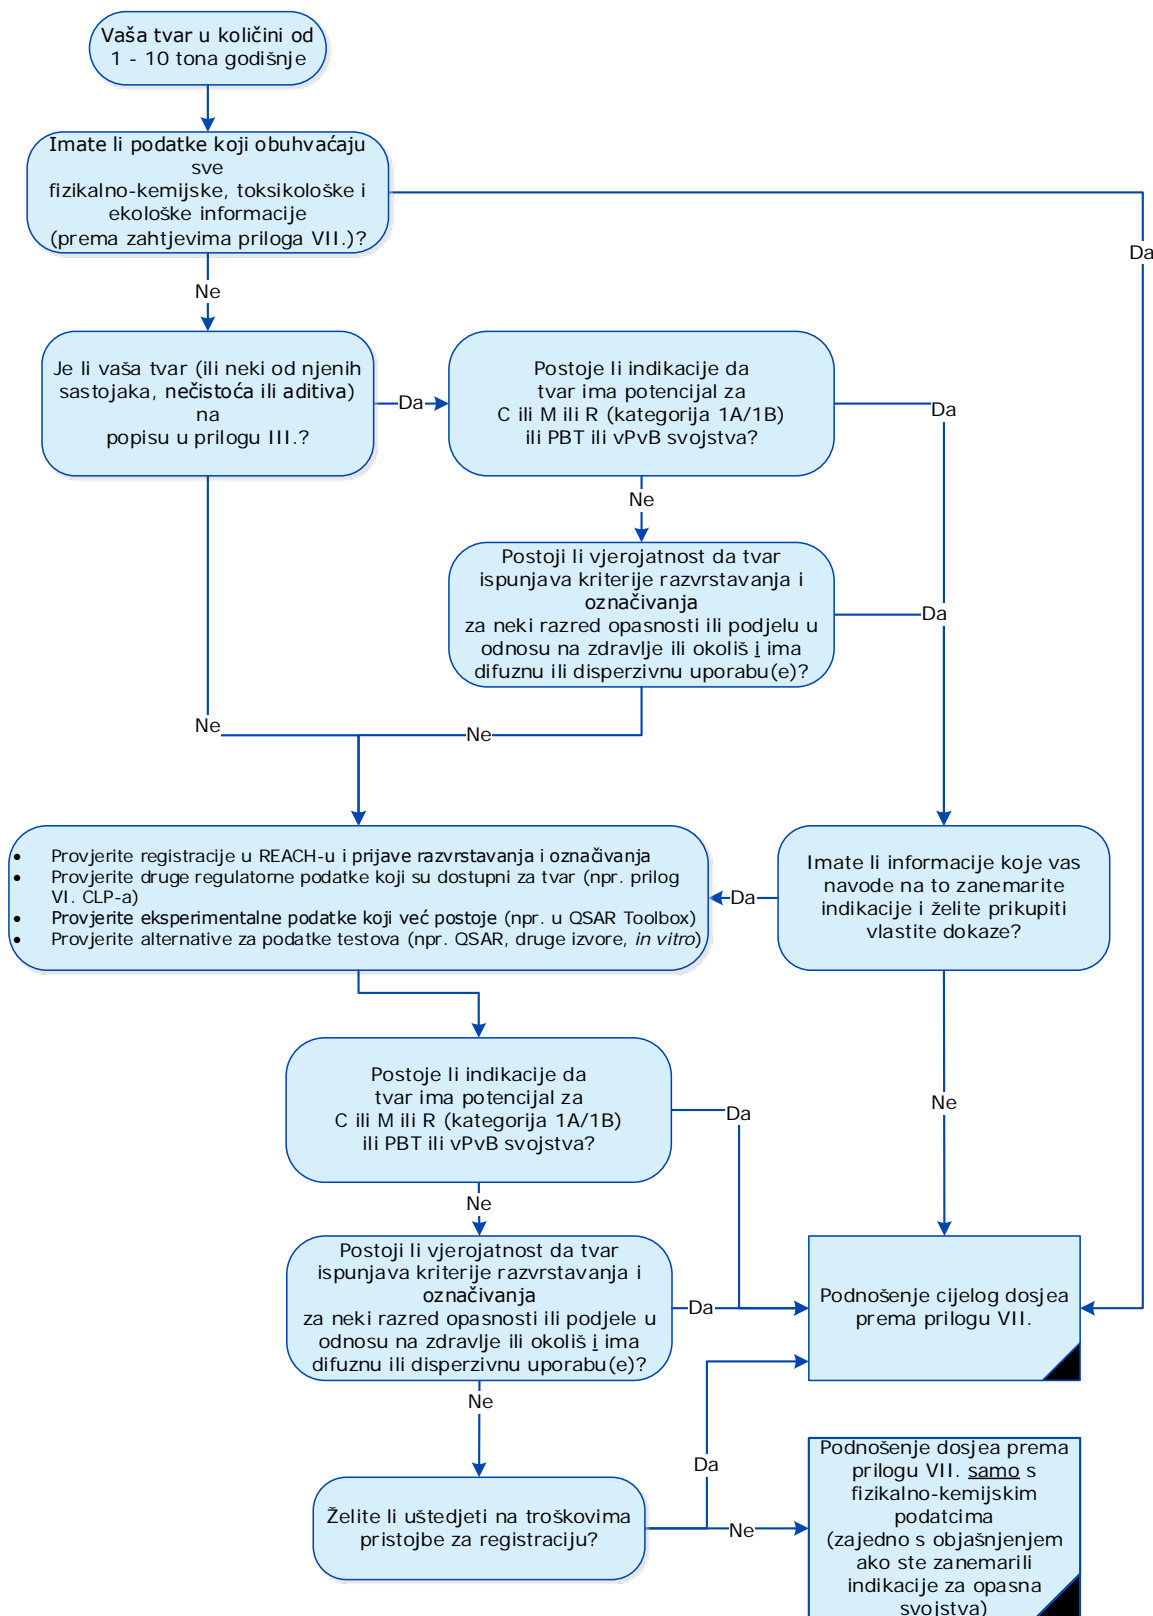 Vaša tvar u količini od
1 - 10 tona godišnje
Imate li podatke koji obuhvaćaju
sve
fizikalno-kemijske, toksikološke i
ekološke informacije
(prema zahtjevima priloga VII.)?
Da
Ne
Je li vaša tvar (ili neki od njenih
sastojaka, nečistoća ili aditiva)
na
popisu u prilogu III.?
Da
Postoje li indikacije da
tvar ima potencijal za
C ili M ili R (kategorija 1A/1B)
ili PBT ili vPvB svojstva?
Da
Ne
Postoji li vjerojatnost da tvar
ispunjava kriterije razvrstavanja i
označivanja
za neki razred opasnosti ili podjelu u
odnosu na zdravlje ili okoliš i ima
difuznu ili disperzivnu uporabu(e)?
Da
Ne
Ne
• Provjerite registracije u REACH-u i prijave razvrstavanja i označivanja
• Provjerite druge regulatorne podatke koji su dostupni za tvar (npr. prilog
VI. CLP-a)
• Provjerite eksperimentalne podatke koji već postoje (npr. u QSAR Toolbox)
• Provjerite alternative za podatke testova (npr. QSAR, druge izvore, in vitro)
Da
Imate li informacije koje vas
navode na to zanemarite
indikacije i želite prikupiti
vlastite dokaze?
Ne
Postoje li indikacije da
tvar ima potencijal za
C ili M ili R (kategorija 1A/1B)
ili PBT ili vPvB svojstva?
Da
Ne
Postoji li vjerojatnost da tvar
ispunjava kriterije razvrstavanja i
označivanja
za neki razred opasnosti ili podjele u
odnosu na zdravlje ili okoliš i ima
difuznu ili disperzivnu uporabu(e)?
Da
Podnošenje cijelog dosjea
prema prilogu VII.
Ne
Želite li uštedjeti na troškovima
pristojbe za registraciju?
Da
Ne
Podnošenje dosjea prema
prilogu VII. samo s
fizikalno-kemijskim
podatcima
(zajedno s objašnjenjem
ako ste zanemarili
indikacije za opasna
svojstva)